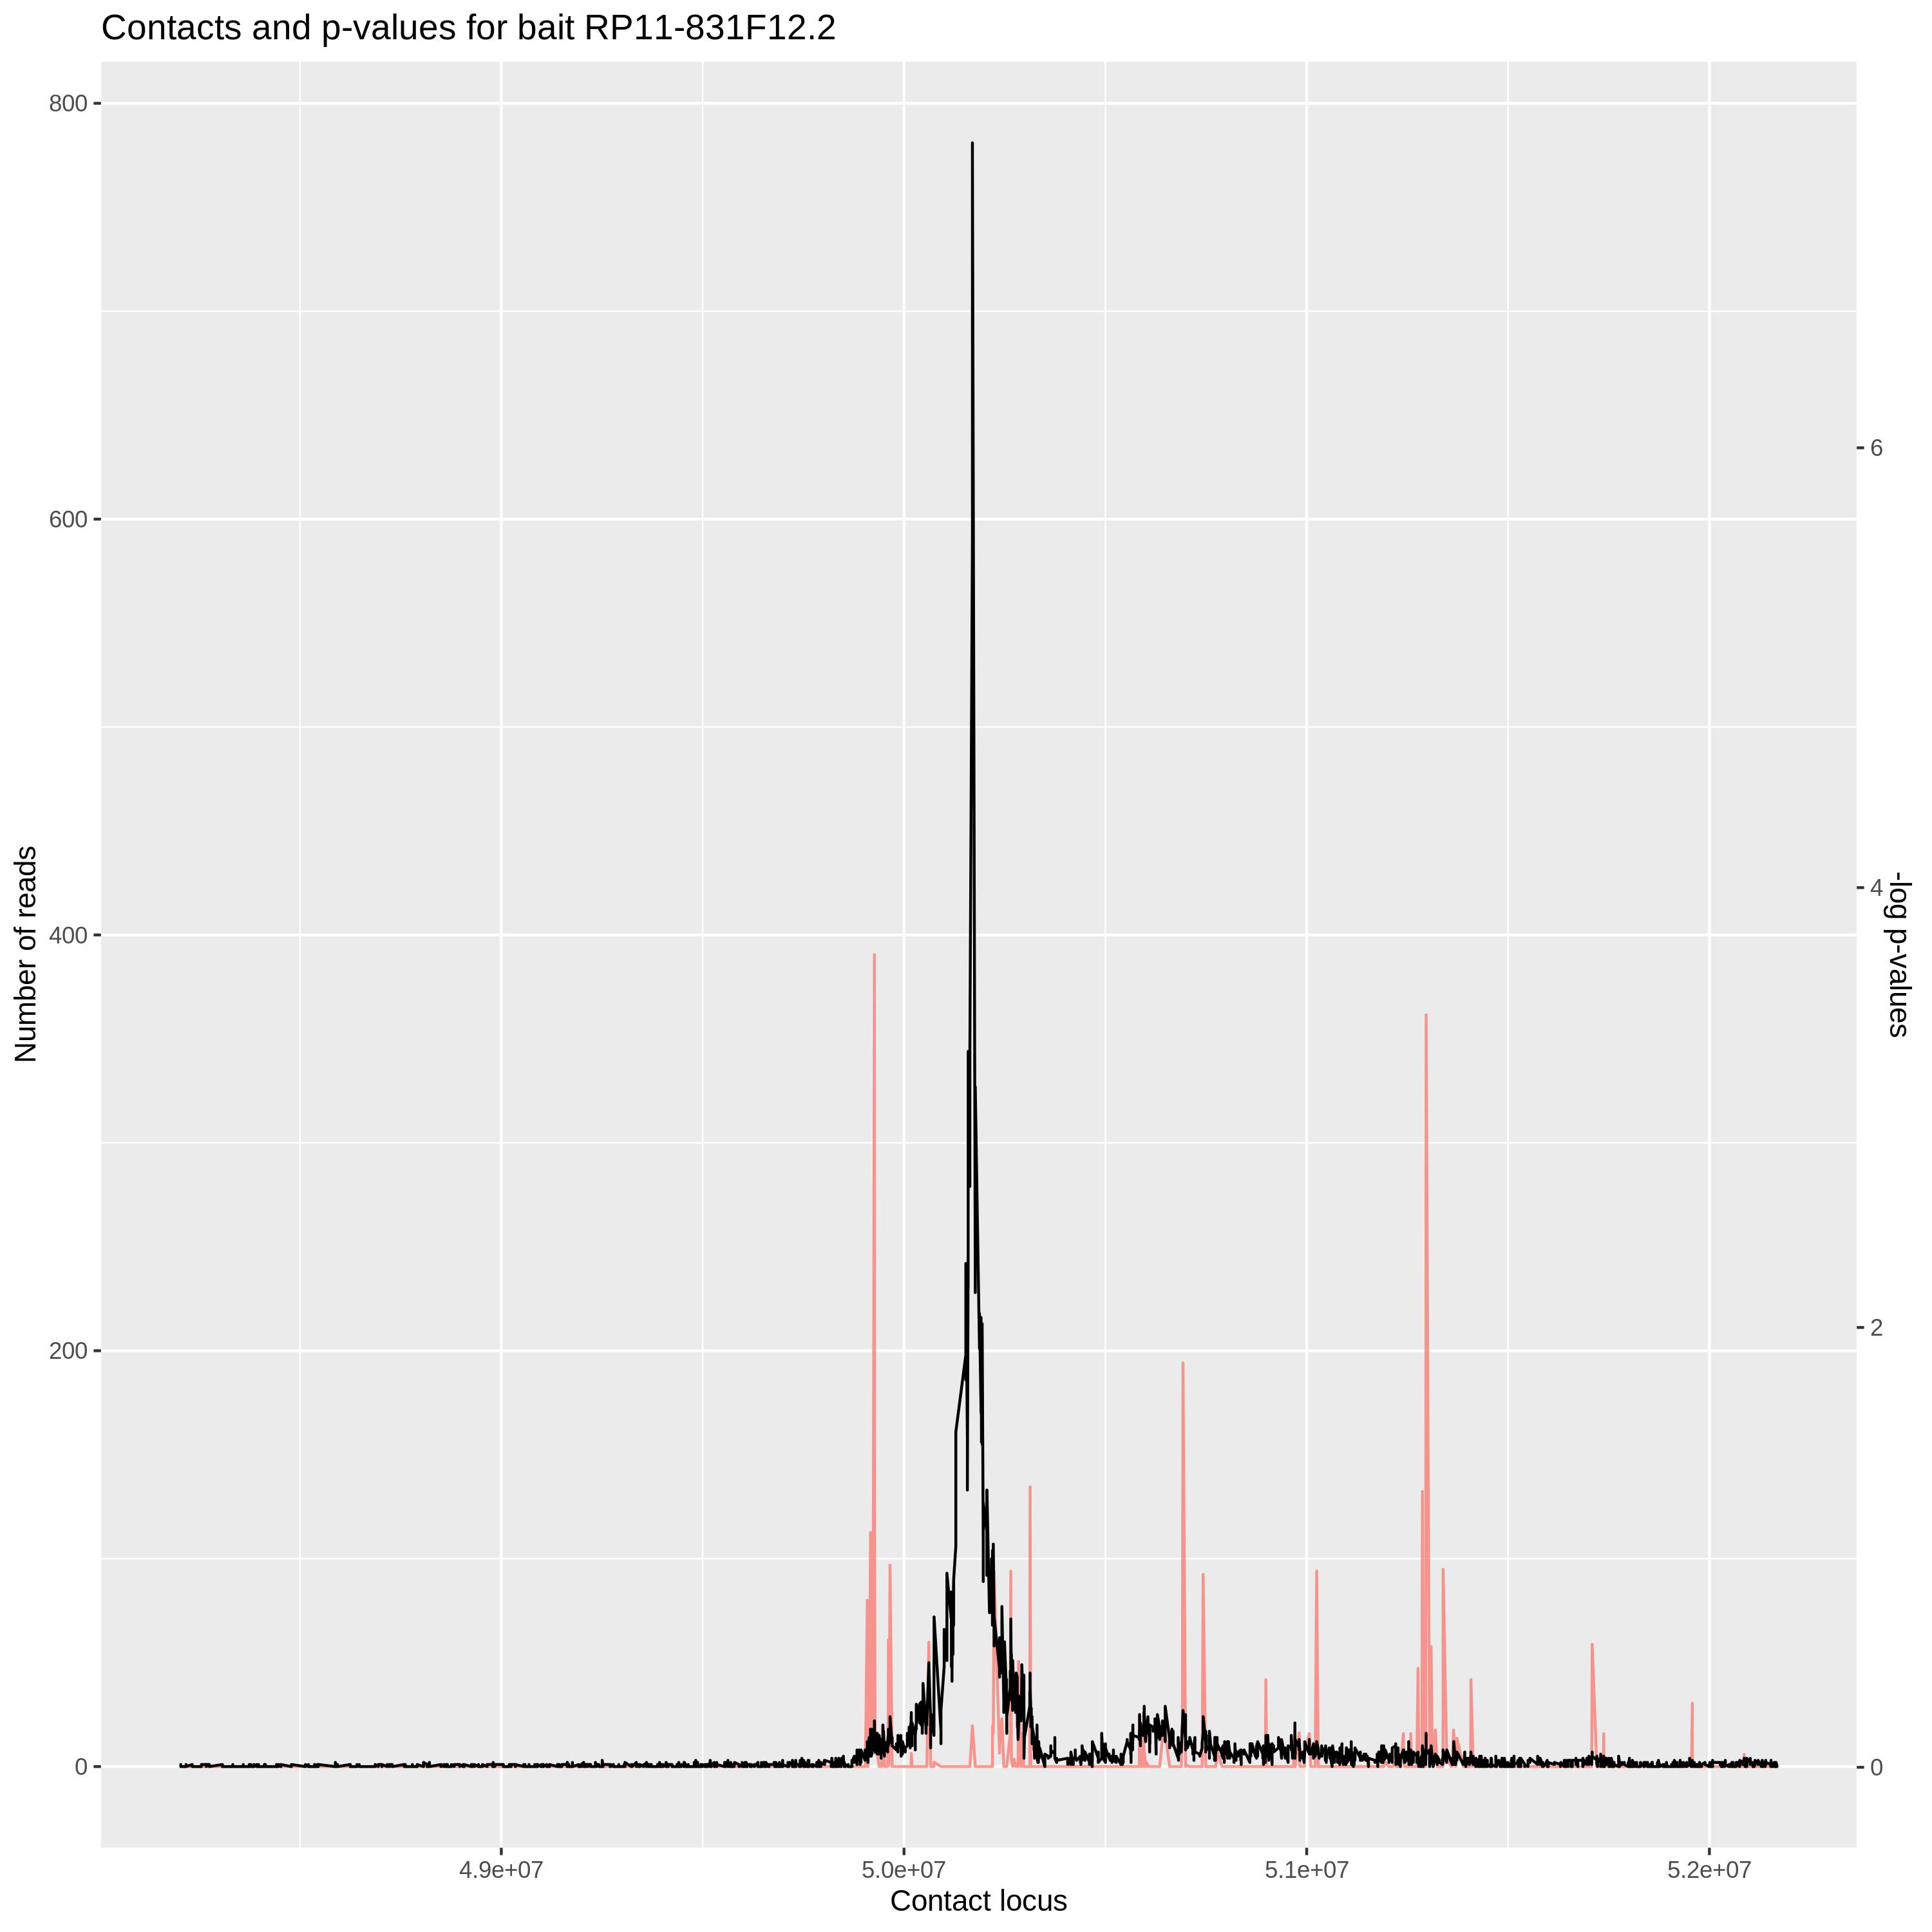 Contacts and p-values for bait RP11-831F12.2
800
600
400
200
0
Number of reads
6
4
2
0
-log p-values
4.9e+07
5.0e+07
5.1e+07
5.2e+07
Contact locus